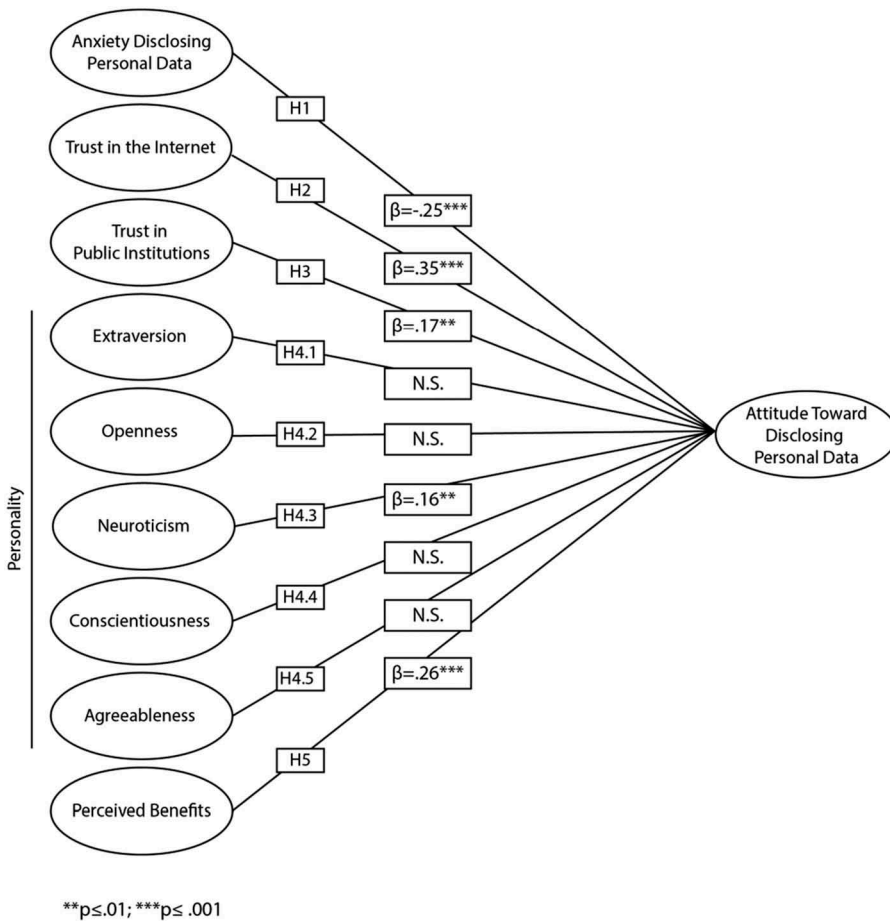 Anxiety Disclosing
Personal Data
H1
Trust in the Internet
H2
β=-.25***
Trust in
Public Institutions
β=.35***
H3
β=.17**
Extraversion
H4.1
N.S.
Attitude Toward
Disclosing
Personal Data
Openness
H4.2
N.S.
Personality
Neuroticism
H4.3
β=.16**
N.S.
Conscientiousness
H4.4
N.S.
H4.5
β=.26***
Agreeableness
H5
Perceived Benefits
**p≤.01; ***p≤ .001